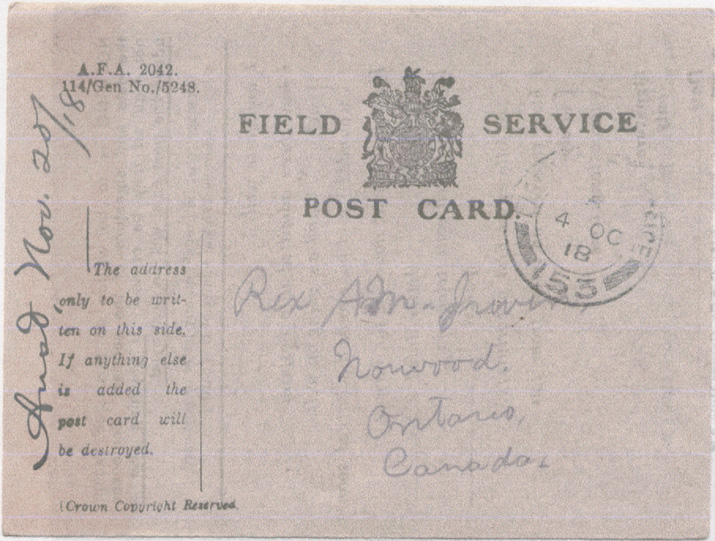 A.F.A. 2042.
114/Gen No./5248.
FIELD SERVICE
POST CARD.
4 OC
18
153
The address
only to be writ-
ten on this side.
If anything else
is added the
post card will
be destroyed.
(Crown Copyright Reserved.
Rex A.M. Irvine
Norwood.
Ontario,
Canada.
Nov. 20/18